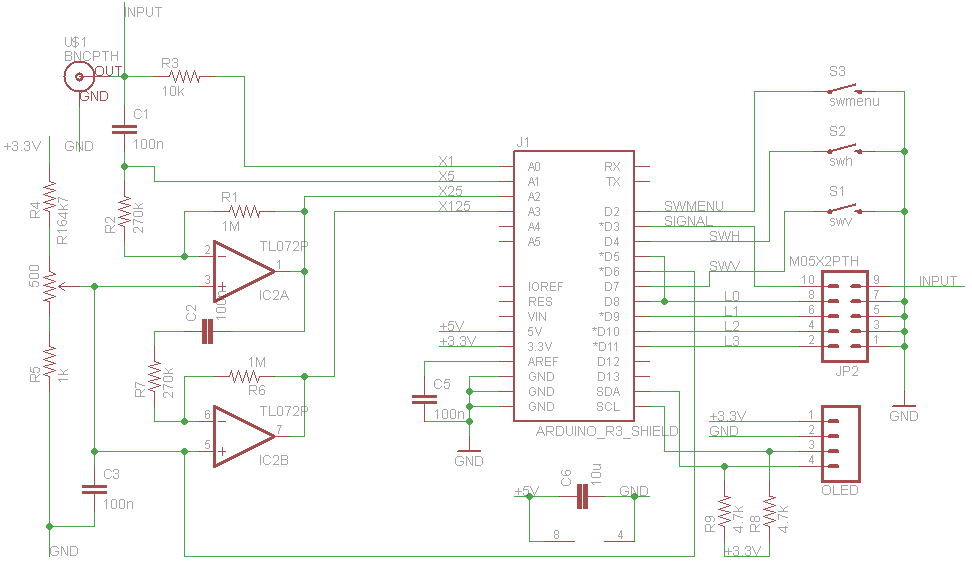 INPUT
U$1
BNCPTH
OUT
GND
GND
R3
10k
C1
100n
+3.3V
R4
R164k7
R2
270k
R1
1M
TL072P
2
3
1
IC2A
500
C2
100n
R7
270k
1M
R6
TL072P
6
5
7
IC2B
R5
1k
C3
100n
GND
X1
X5
X25
X125
+5V
+3.3V
C5
100n
GND
J1
A0
A1
A2
A3
A4
A5
IOREF
RES
VIN
5V
3.3V
AREF
GND
GND
GND
RX
TX
D2
*D3
D4
*D5
*D6
D7
D8
*D9
*D10
*D11
D12
D13
SDA
SCL
ARDUINO_R3_SHIELD
SWMENU
SIGNAL
SWH
SWV
L0
L1
L2
L3
S3
swmenu
S2
swh
S1
swv
M05X2PTH
10
8
6
4
2
9
7
5
3
1
INPUT
JP2
GND
+3.3V
GND
1
2
3
4
OLED
R9
4.7k
R8
4.7k
+3.3V
C6
10u
+5V
GND
8
4